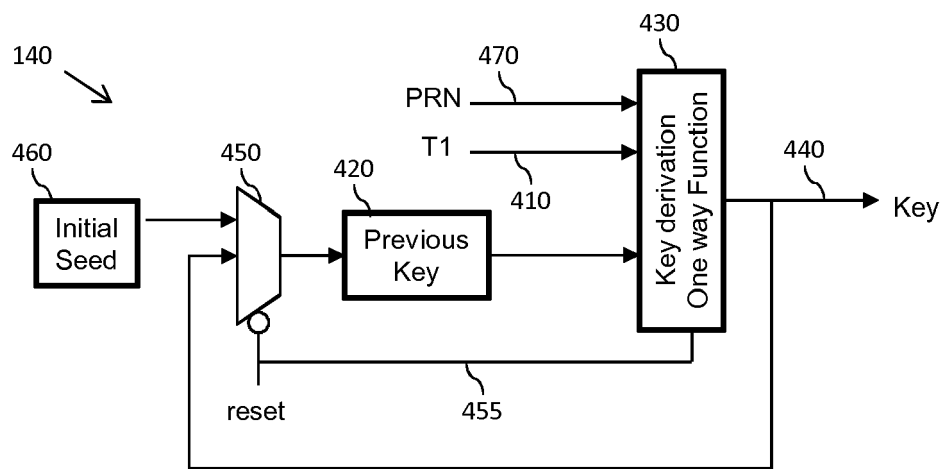 430
140
470
PRN
460
450
T1
420
410
440
Initial
Seed
Previous
Key
Key derivation
One way Function
Key
reset
455